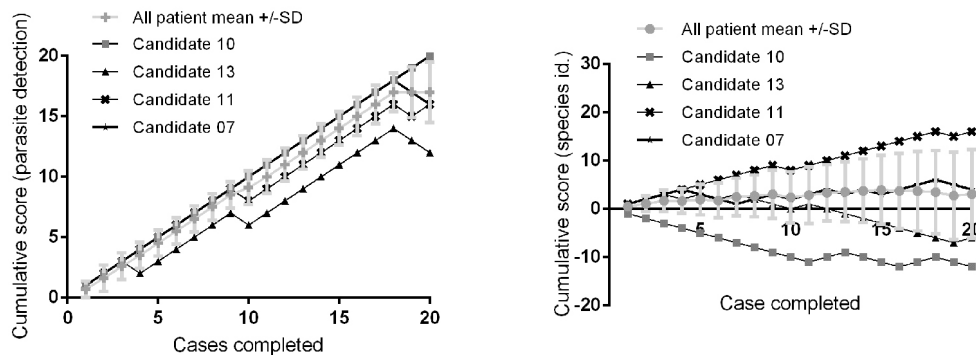 All patient mean +/-SD
Candidate 10
Candidate 13
Candidate 11
Candidate 07
Cumulative score (parasite detection)
20
15
10
5
0
0
5
10
15
20
Cases completed
All patient mean +/-SD
Candidate 10
Candidate 13
Candidate 11
Candidate 07
Cumulative score (species id.)
30
20
10
0
-10
-20
5
10
15
20
Case completed